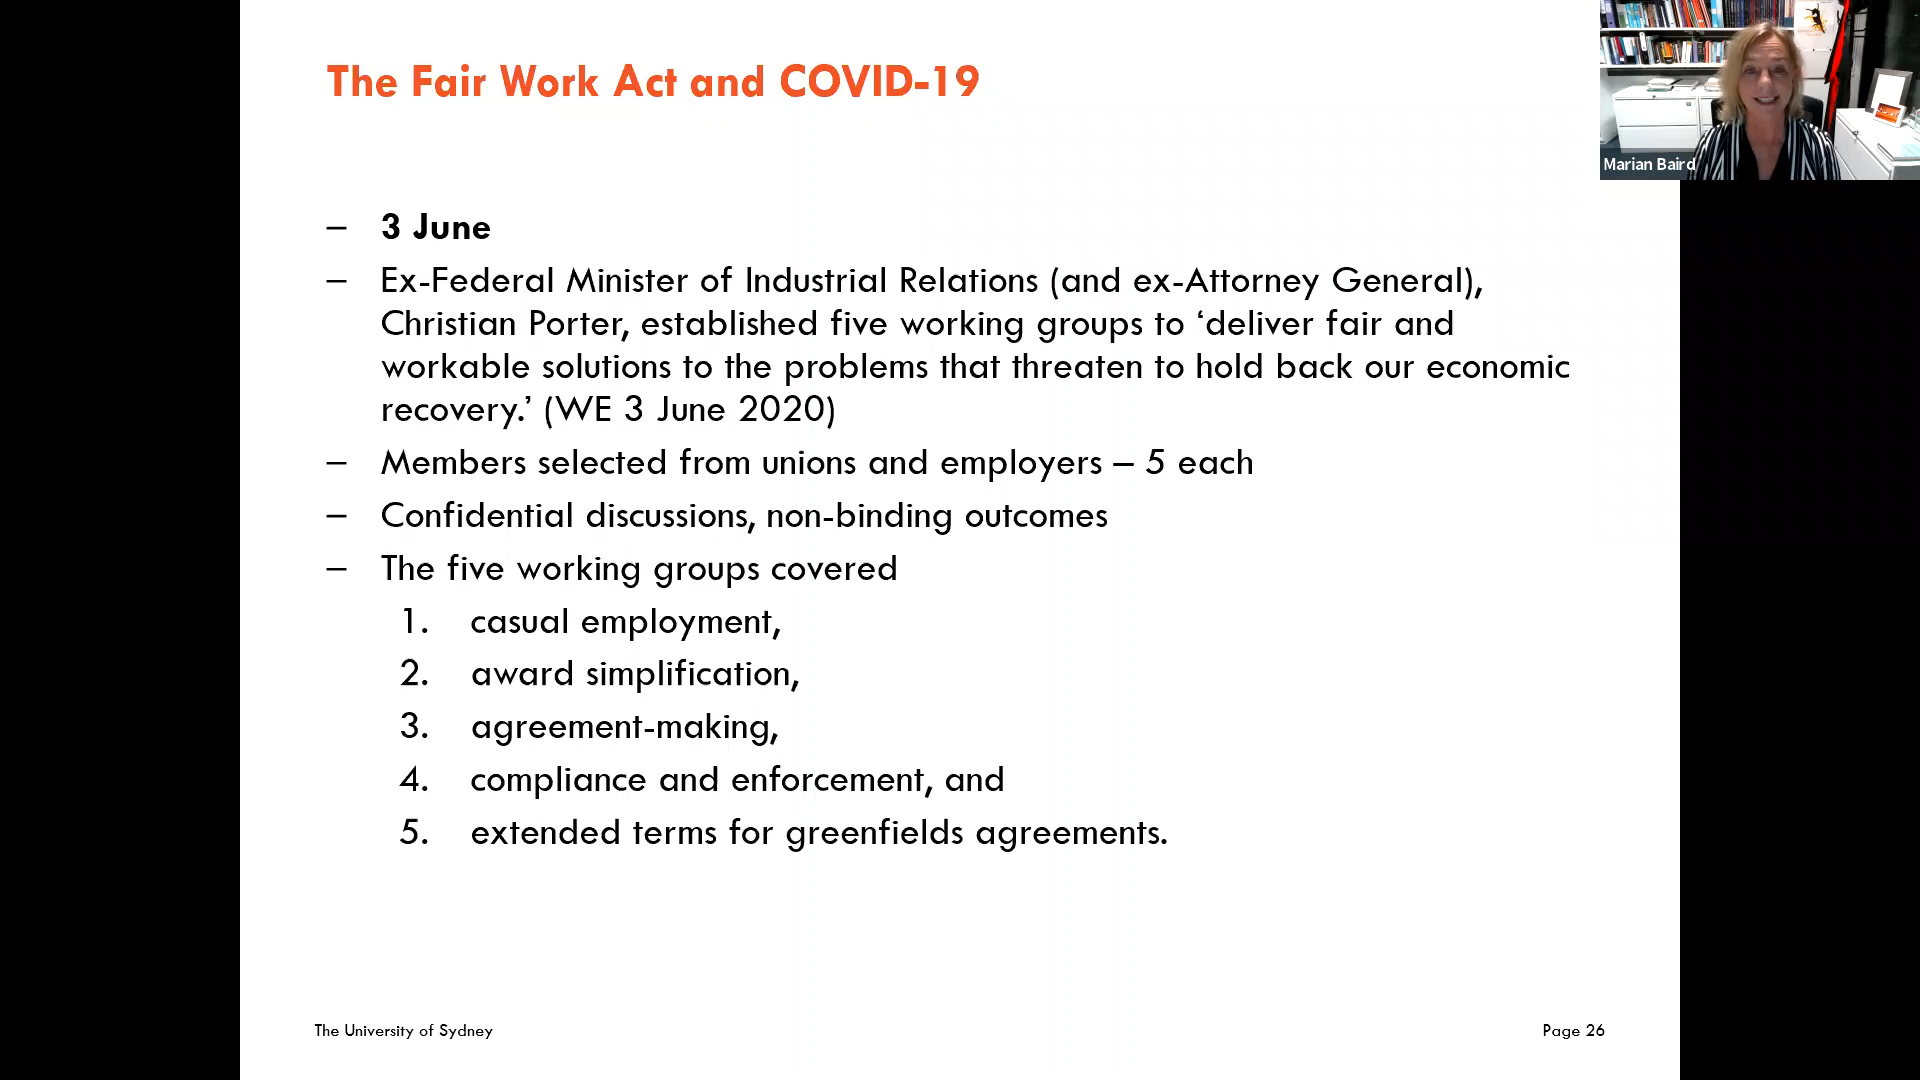 The Fair Work Act and COVID-19
Marian Baird
– 3 June
– Ex-Federal Minister of Industrial Relations (and ex-Attorney General),
Christian Porter, established five working groups to ‘deliver fair and
workable solutions to the problems that threaten to hold back our economic
recovery.’ (WE 3 June 2020)
– Members selected from unions and employers – 5 each
– Confidential discussions, non-binding outcomes
– The five working groups covered
1. casual employment,
2. award simplification,
3. agreement-making,
4. compliance and enforcement, and
5. extended terms for greenfields agreements.
The University of Sydney
Page 26